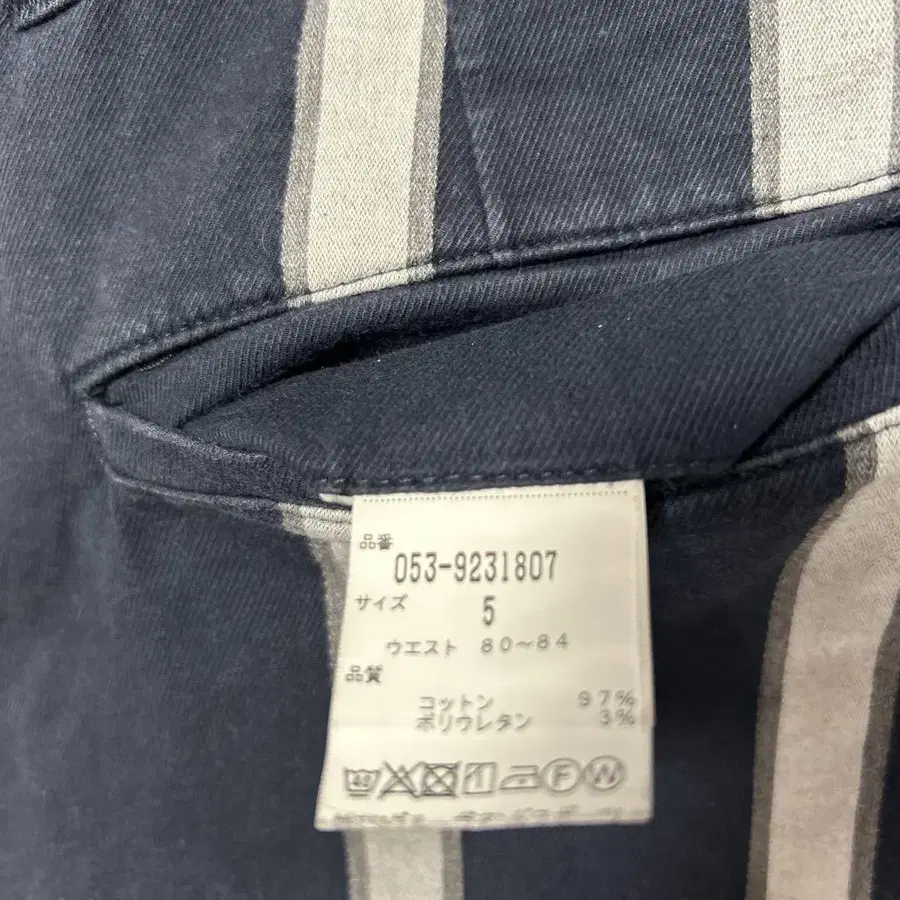 品番
053-9231807
サイズ 5
ウエスト 80~84
品質
コットン 97%
ポリウレタン 3%
40 F W